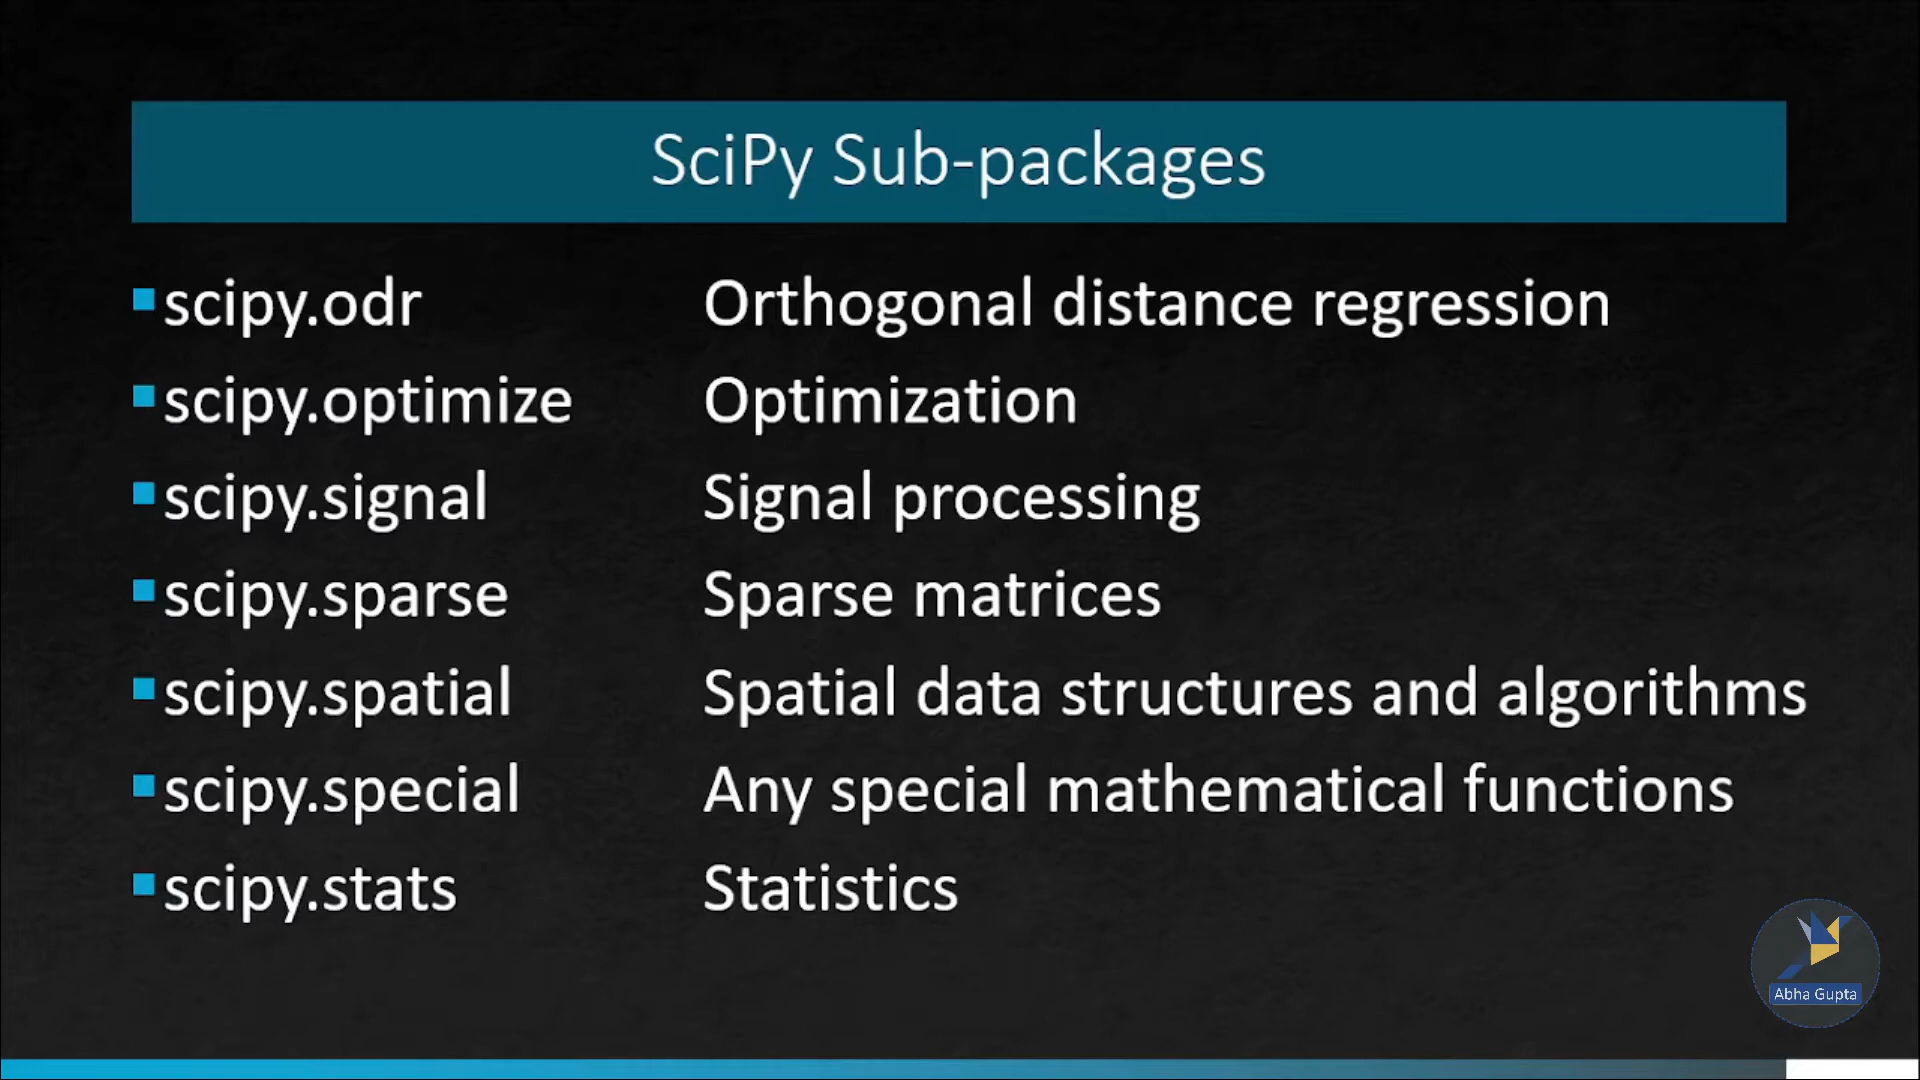 SciPy Sub-packages
scipy.odr Orthogonal distance regression
scipy.optimize Optimization
scipy.signal Signal processing
scipy.sparse Sparse matrices
scipy.spatial Spatial data structures and algorithms
scipy.special Any special mathematical functions
scipy.stats Statistics
Abha Gupta